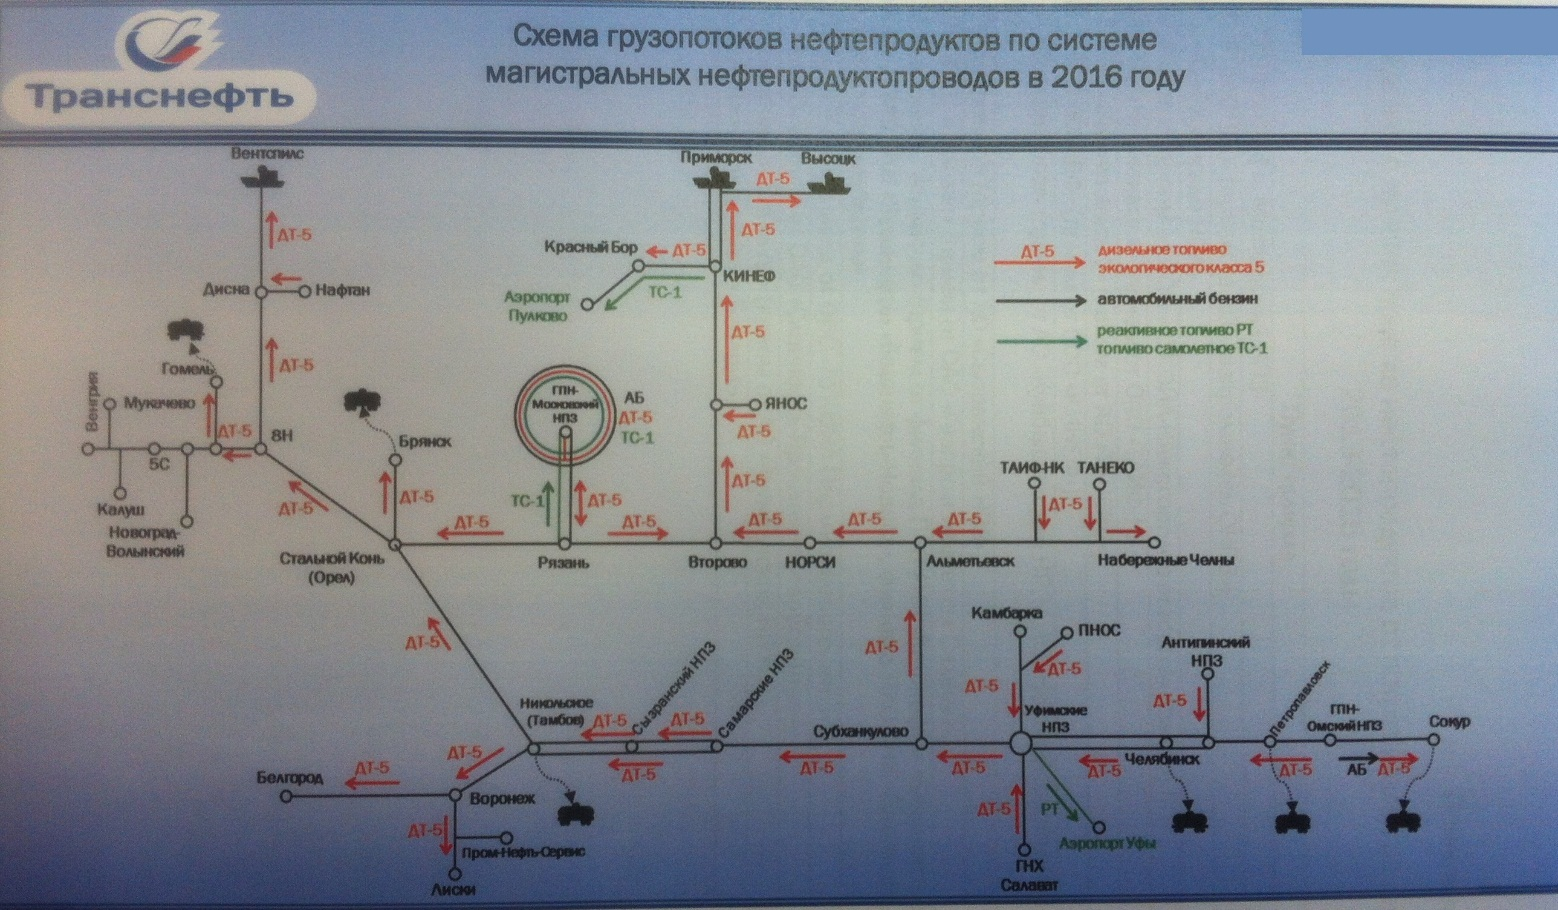 Транснефть
Схема грузопотоков нефтепродуктов по системе
магистральных нефтепродуктопроводов в 2016 году
Вентспилс
Приморск
Высоцк
ДТ-5
ДТ-5
ДТ-5
Красный Бор
ДТ-5
КИНЕФ
ДТ-5
дизельное топливо
экологического класса 5
Дисна
Нафтан
Аэропорт
Пулково
ТС-1
автомобильный бензин
ДТ-5
реактивное топливо РТ
топливо самолетное ТС-1
Гомель
ДТ-5
Венгрия
Мукачево
ГПН-
Московский
НПЗ
АБ
ДТ-5
ТС-1
ЯНОС
ДТ-5
ДТ-5
8Н
Брянск
5С
ТАИФ-НК
ТАНЕКО
Калуш
Новоград-
Волынский
ДТ-5
ДТ-5
ТС-1
ДТ-5
ДТ-5
ДТ-5
ДТ-5
ДТ-5
ДТ-5
ДТ-5
ДТ-5
ДТ-5
Стальной Конь
(Орел)
Рязань
Второво
НОРСИ
Альметьевск
Набережные Челны
Камбарка
ПНОС
ДТ-5
ДТ-5
ДТ-5
ДТ-5
Антипинский
НПЗ
ДТ-5
Никольское
(Тамбов)
Сызранский НПЗ
Самарские НПЗ
ДТ-5
ДТ-5
Субханкулово
Уфимские
НПЗ
Петропавловск
ГПН-
Омский НПЗ
Сокур
ДТ-5
ДТ-5
ДТ-5
ДТ-5
Челябинск
ДТ-5
ДТ-5
АБ
ДТ-5
Белгород
ДТ-5
Воронеж
ДТ-5
Пром-Нефть-Сервис
Лиски
ДТ-5
РТ
Аэропорт Уфы
ГНХ
Салават